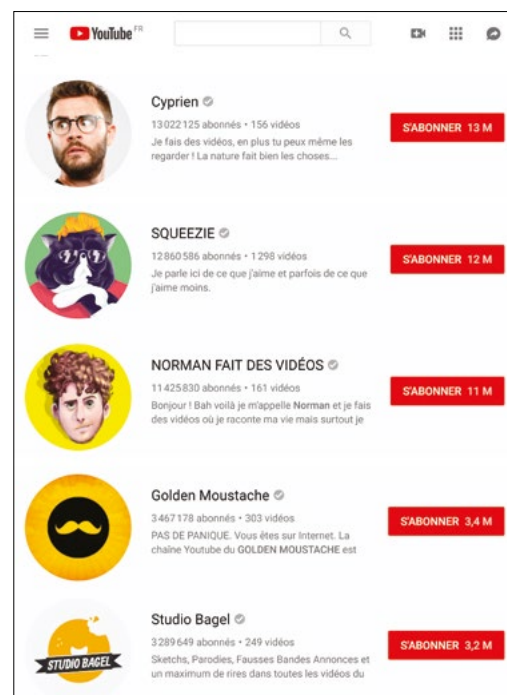 YouTube FR
Cyprien
13 022 125 abonnés • 156 vidéos
Je fais des vidéos, en plus tu peux même les
regarder ! La nature fait bien les choses...
S'ABONNER 13 M
SQUEEZIE
12 860 586 abonnés • 1 298 vidéos
Je parle ici de ce que j'aime et parfois de ce que
j'aime moins.
S'ABONNER 12 M
NORMAN FAIT DES VIDÉOS
11 425 830 abonnés • 161 vidéos
Bonjour ! Bah voilà je m'appelle Norman et je fais
des vidéos où je raconte ma vie mais surtout je
S'ABONNER 11 M
Golden Moustache
3 467 178 abonnés • 303 vidéos
PAS DE PANIQUE. Vous êtes sur Internet. La
chaîne Youtube du GOLDEN MOUSTACHE est
S'ABONNER 3,4 M
STUDIO BAGEL
Studio Bagel
3 289 649 abonnés • 249 vidéos
Sketchs, Parodies, Fausses Bandes Annonces et
un maximum de rires dans toutes les vidéos du
S'ABONNER 3,2 M